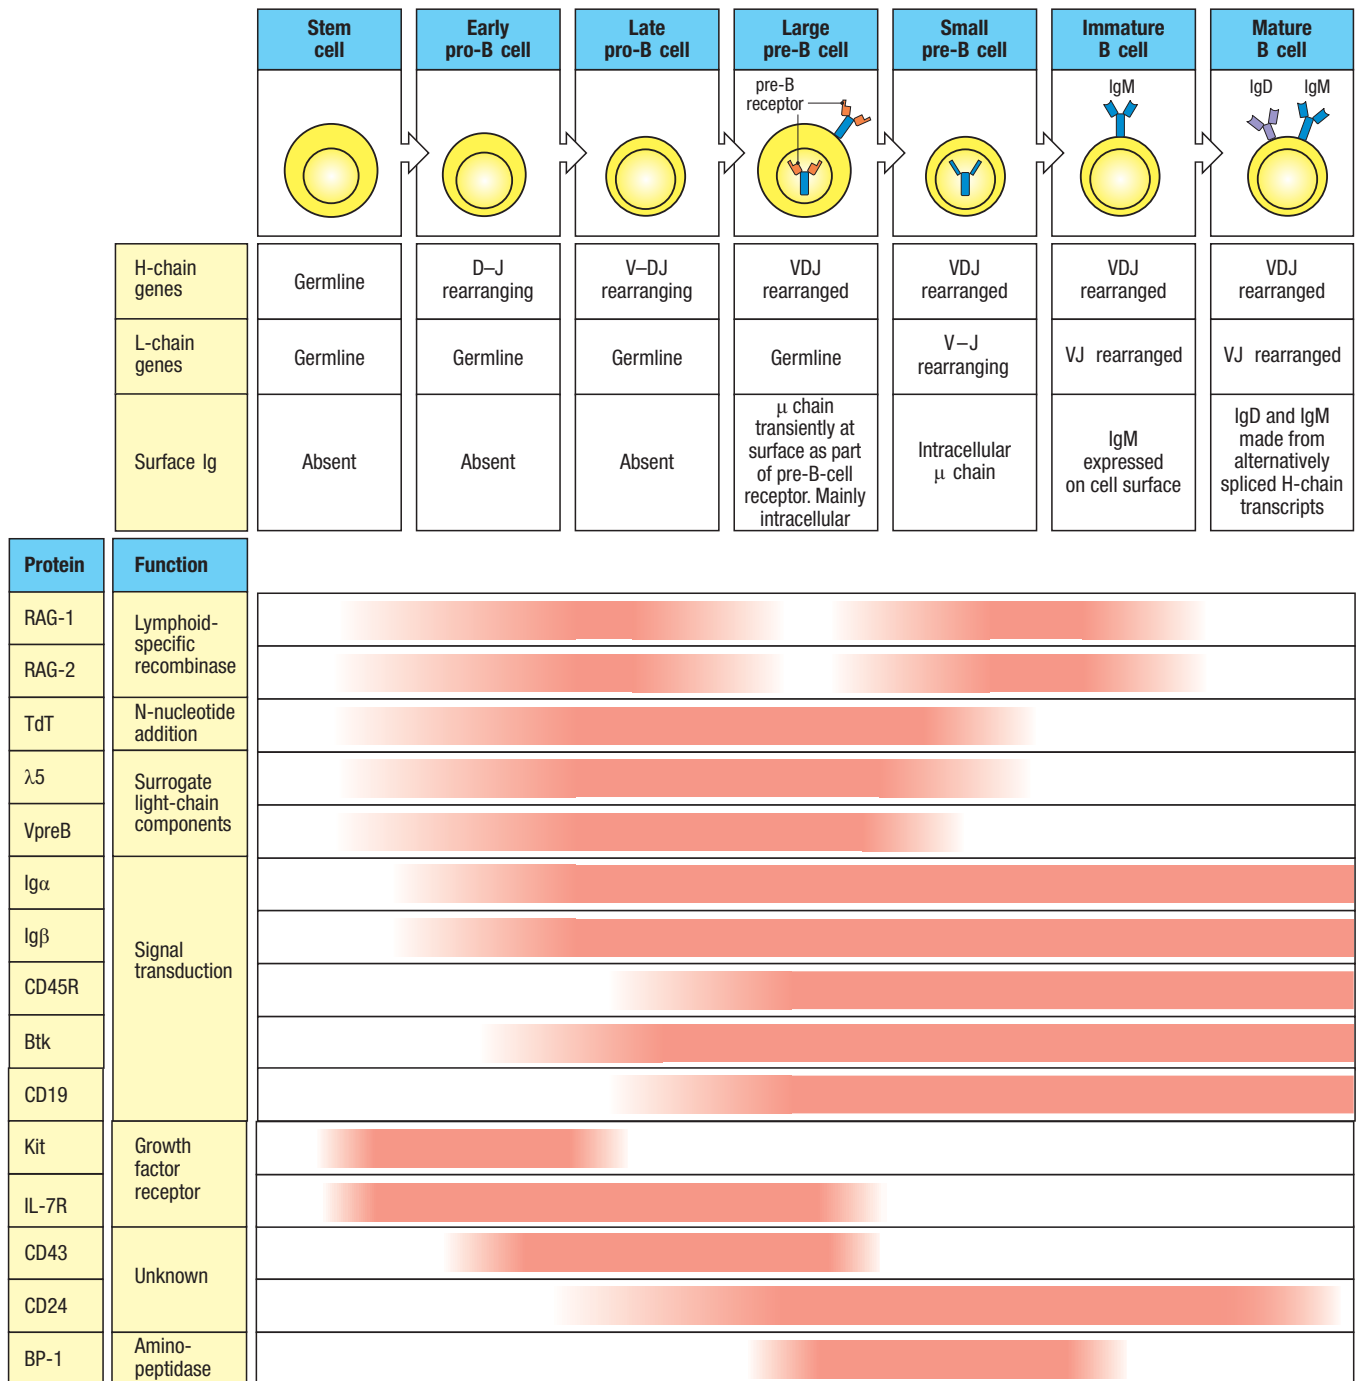 Stem
cell
Early
pro-B cell
Late
pro-B cell
Large
pre-B cell
Small
pre-B cell
Immature
B cell
Mature
B cell
pre-B
receptor
IgM
IgD IgM
H-chain
genes
Germline
D–J
rearranging
V–DJ
rearranging
VDJ
rearranged
VDJ
rearranged
VDJ
rearranged
VDJ
rearranged
L-chain
genes
Germline
Germline
Germline
Germline
V–J
rearranging
VJ rearranged
VJ rearranged
Surface Ig
Absent
Absent
Absent
μ chain
transiently at
surface as part
of pre-B-cell
receptor. Mainly
intracellular
Intracellular
μ chain
IgM
expressed
on cell surface
IgD and IgM
made from
alternatively
spliced H-chain
transcripts
Protein
Function
RAG-1
Lymphoid-
specific
recombinase
RAG-2
TdT
N-nucleotide
addition
λ5
Surrogate
light-chain
components
VpreB
Igα
Signal
transduction
Igβ
CD45R
Btk
CD19
Kit
Growth
factor
receptor
IL-7R
CD43
Unknown
CD24
BP-1
Amino-
peptidase